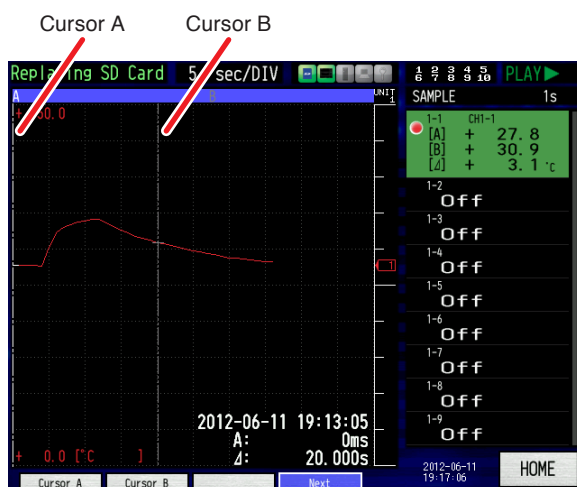 Cursor A
Cursor B
Replacing SD Card
sec/DIV
1 2 3 4 5
6 7 8 9 10
PLAY
A
B
UNIT
1
SAMPLE 1s
1-1 CH1-1
[A] + 27.8
[B] + 30.9
[Δ] + 3.1 °C
1-2
Off
1-3
Off
1-4
Off
1-5
Off
1-6
Off
1-7
Off
1-8
Off
1-9
Off
1
2012-06-11 19:13:05
A: 0ms
Δ: 20.000s
+ 0.0 [°C ]
Cursor A
Cursor B
Next
2012-06-11
19:17:06
HOME